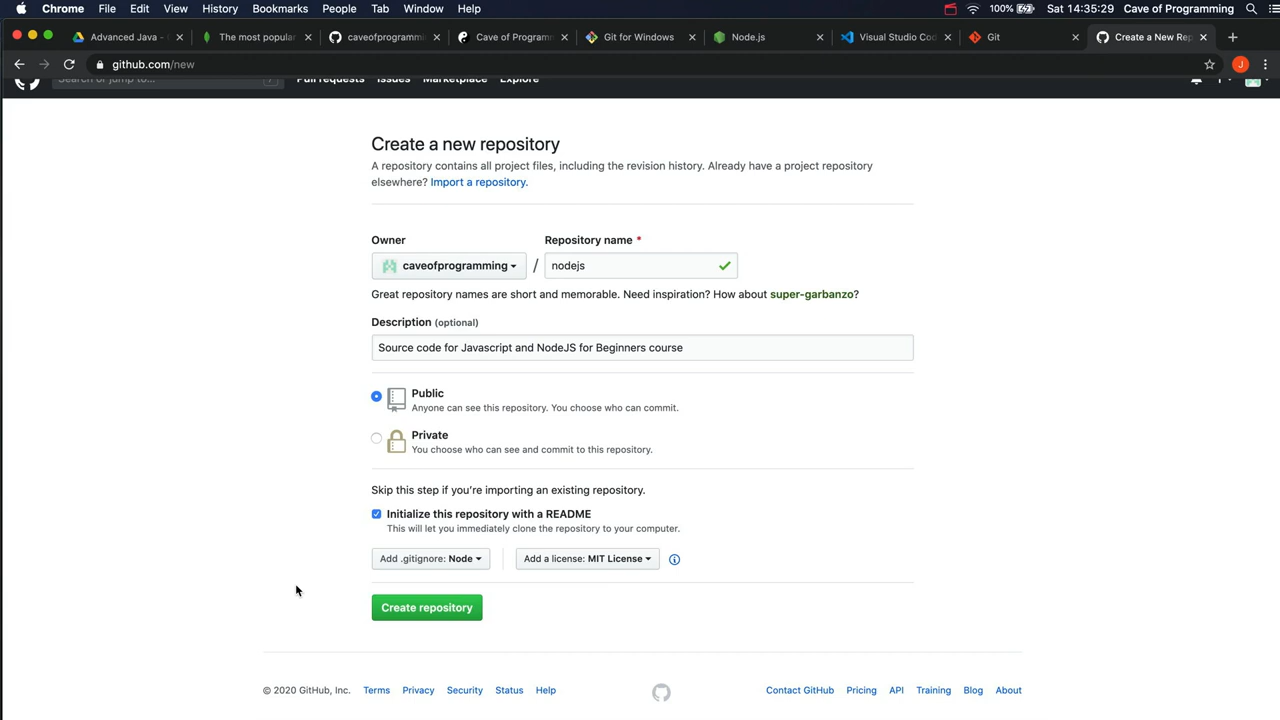 Chrome File Edit View History Bookmarks People Tab Window Help 100% Sat 14:35:29 Cave of Programming
Advanced Java - The most popular caveofprogrammi Cave of Program Git for Windows Node.js Visual Studio Cod Git Create a New Rep
github.com/new
Search or jump to... / Pull requests Issues Marketplace Explore
Create a new repository
A repository contains all project files, including the revision history. Already have a project repository
elsewhere? Import a repository.
Owner Repository name *
caveofprogramming / nodejs
Great repository names are short and memorable. Need inspiration? How about super-garbanzo?
Description (optional)
Source code for Javascript and NodeJS for Beginners course
Public
Anyone can see this repository. You choose who can commit.
Private
You choose who can see and commit to this repository.
Skip this step if you're importing an existing repository.
Initialize this repository with a README
This will let you immediately clone the repository to your computer.
Add .gitignore: Node Add a license: MIT License
Create repository
© 2020 GitHub, Inc. Terms Privacy Security Status Help Contact GitHub Pricing API Training Blog About